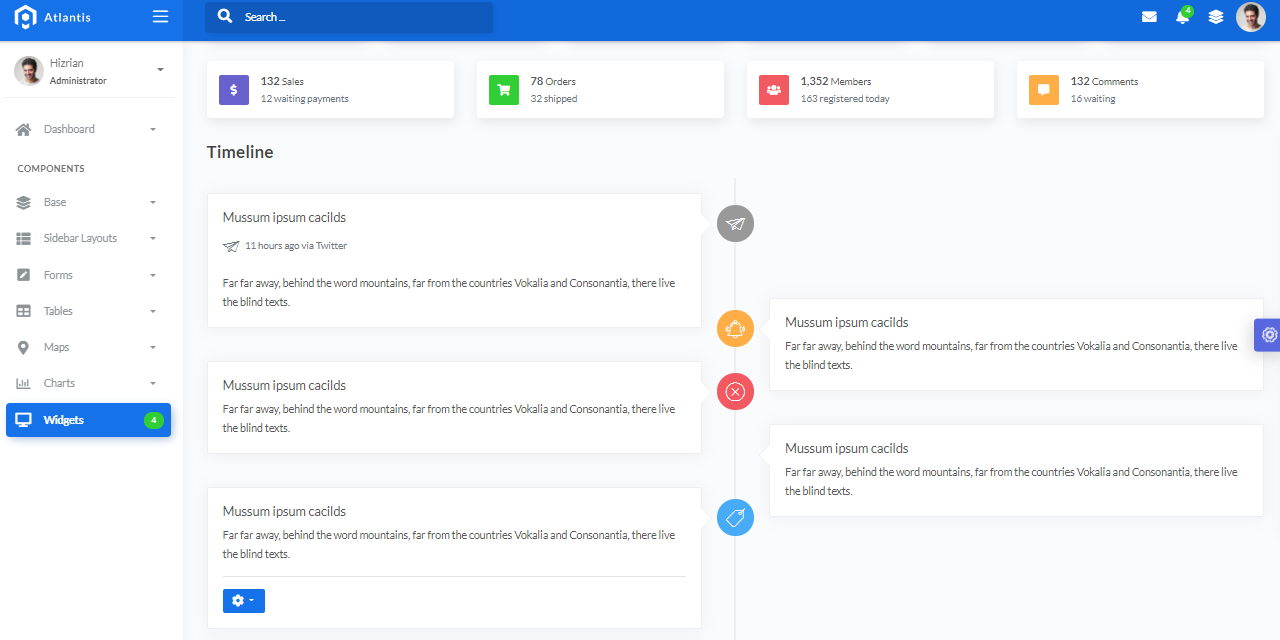 Atlantis
Search ...
4
Hizrian
Administrator
Dashboard
COMPONENTS
Base
Sidebar Layouts
Forms
Tables
Maps
Charts
Widgets
4
132 Sales
12 waiting payments
78 Orders
32 shipped
1,352 Members
163 registered today
132 Comments
16 waiting
Timeline
Mussum ipsum cacilds
11 hours ago via Twitter
Far far away, behind the word mountains, far from the countries Vokalia and Consonantia, there live
the blind texts.
Mussum ipsum cacilds
Far far away, behind the word mountains, far from the countries Vokalia and Consonantia, there live
the blind texts.
Mussum ipsum cacilds
Far far away, behind the word mountains, far from the countries Vokalia and Consonantia, there live
the blind texts.
Mussum ipsum cacilds
Far far away, behind the word mountains, far from the countries Vokalia and Consonantia, there live
the blind texts.
Mussum ipsum cacilds
Far far away, behind the word mountains, far from the countries Vokalia and Consonantia, there live
the blind texts.